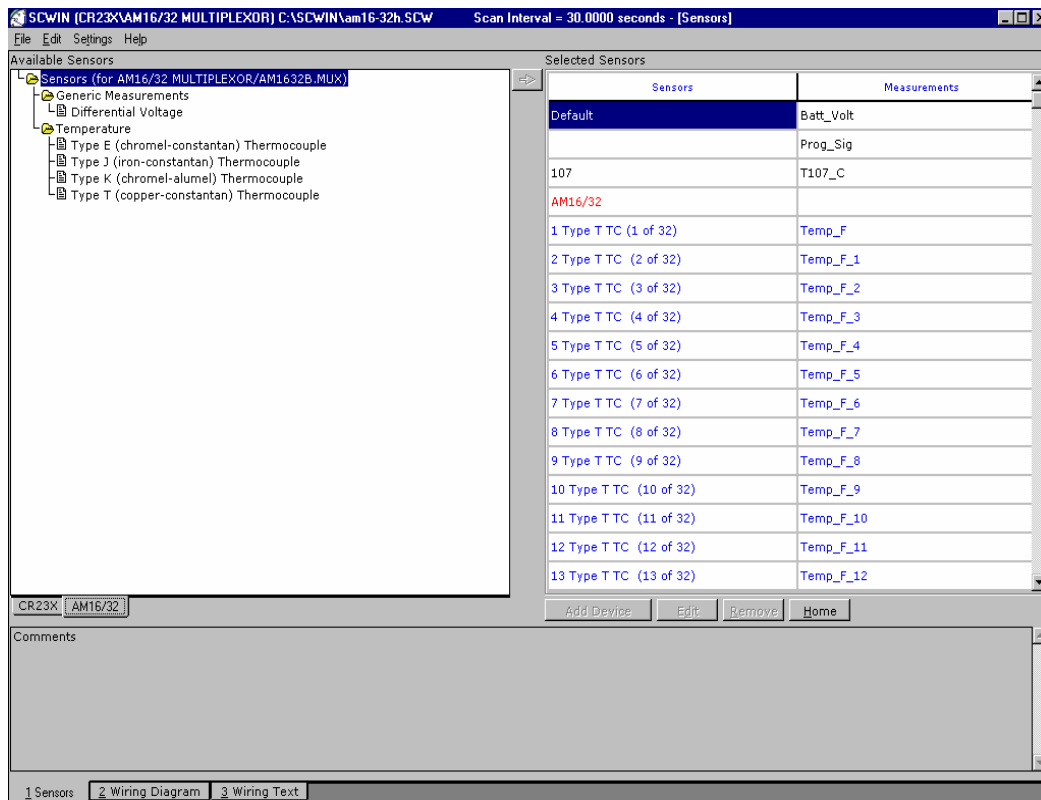 SCWIN (CR23X\AM16/32 MULTIPLEXOR) C:\SCWIN\am16-32h.SCW Scan Interval = 30.0000 seconds - [Sensors]
File Edit Settings Help
Available Sensors
Sensors (for AM16/32 MULTIPLEXOR/AM1632B.MUX)
Generic Measurements
Differential Voltage
Temperature
Type E (chromel-constantan) Thermocouple
Type J (iron-constantan) Thermocouple
Type K (chromel-alumel) Thermocouple
Type T (copper-constantan) Thermocouple
CR23X AM16/32
Selected Sensors
Sensors Measurements
Default Batt_Volt
Prog_Sig
107 T107_C
AM16/32
1 Type T TC (1 of 32) Temp_F
2 Type T TC (2 of 32) Temp_F_1
3 Type T TC (3 of 32) Temp_F_2
4 Type T TC (4 of 32) Temp_F_3
5 Type T TC (5 of 32) Temp_F_4
6 Type T TC (6 of 32) Temp_F_5
7 Type T TC (7 of 32) Temp_F_6
8 Type T TC (8 of 32) Temp_F_7
9 Type T TC (9 of 32) Temp_F_8
10 Type T TC (10 of 32) Temp_F_9
11 Type T TC (11 of 32) Temp_F_10
12 Type T TC (12 of 32) Temp_F_11
13 Type T TC (13 of 32) Temp_F_12
Add Device Edit Remove Home
Comments
1 Sensors 2 Wiring Diagram 3 Wiring Text